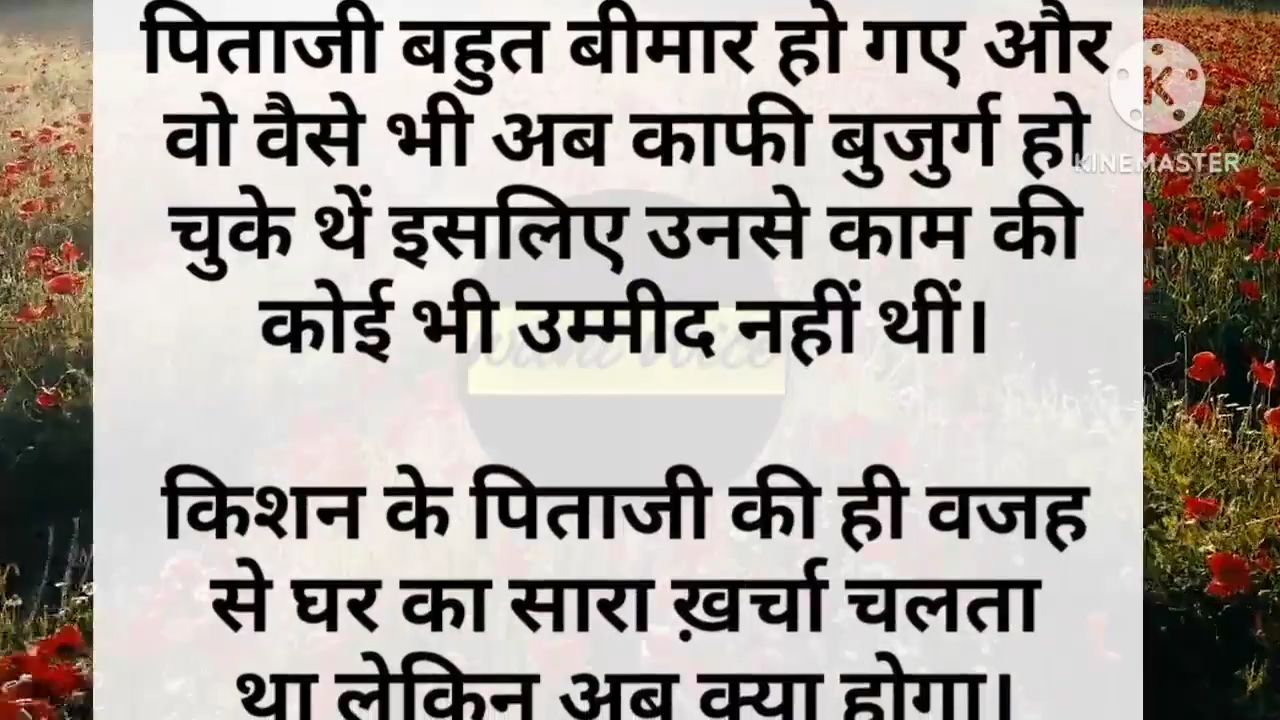 पिताजी बहुत बीमार हो गए और
वो वैसे भी अब काफी बुजुर्ग हो
चुके थें इसलिए उनसे काम की
कोई भी उम्मीद नहीं थीं।
किशन के पिताजी की ही वजह
से घर का सारा ख़र्चा चलता
था लेकिन अब क्या होगा।
K
KINEMASTER